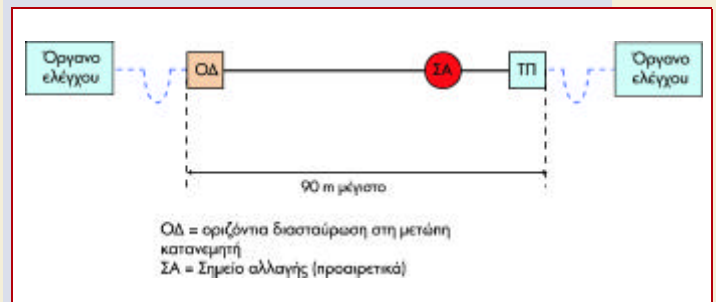 Όργανο
ελέγχου
ΟΔ
ΣΑ
ΤΠ
Όργανο
ελέγχου
90 m μέγιστο
ΟΔ = οριζόντια διασταύρωση στη μετώπη
κατανεμητή
ΣΑ = Σημείο αλλαγής (προαιρετικά)